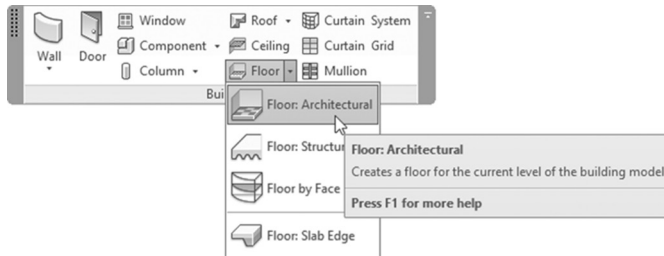 Wall
Door
Window
Component
Column
Roof
Ceiling
Floor
Curtain System
Curtain Grid
Mullion
Floor: Architectural
Floor:
Floor by Face
Floor: Slab Edge
Floor: Architectural
Creates a floor for the current level of the building model
Press F1 for more help